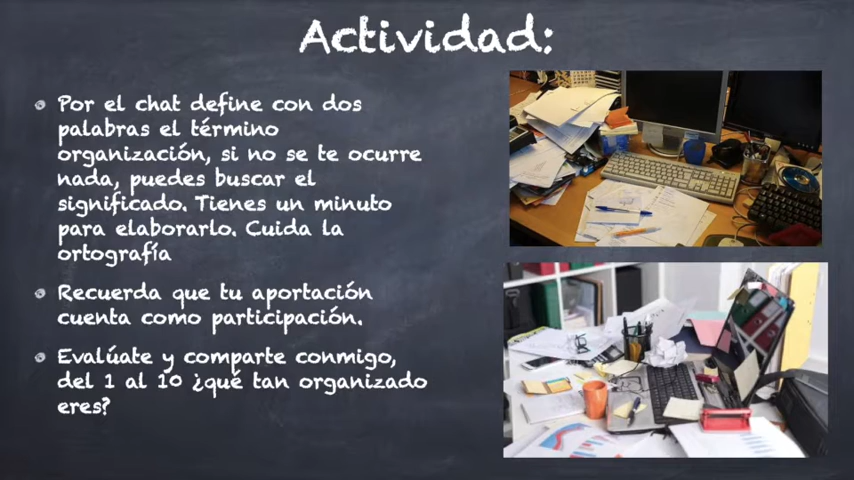 Actividad:
Por el chat define con dos
palabras el término
organización, si no se te ocurre
nada, puedes buscar el
significado. Tienes un minuto
para elaborarlo. Cuida la
ortografía
Recuerda que tu aportación
cuenta como participación.
Evalúate y comparte conmigo,
del 1 al 10 ¿qué tan organizado
eres?